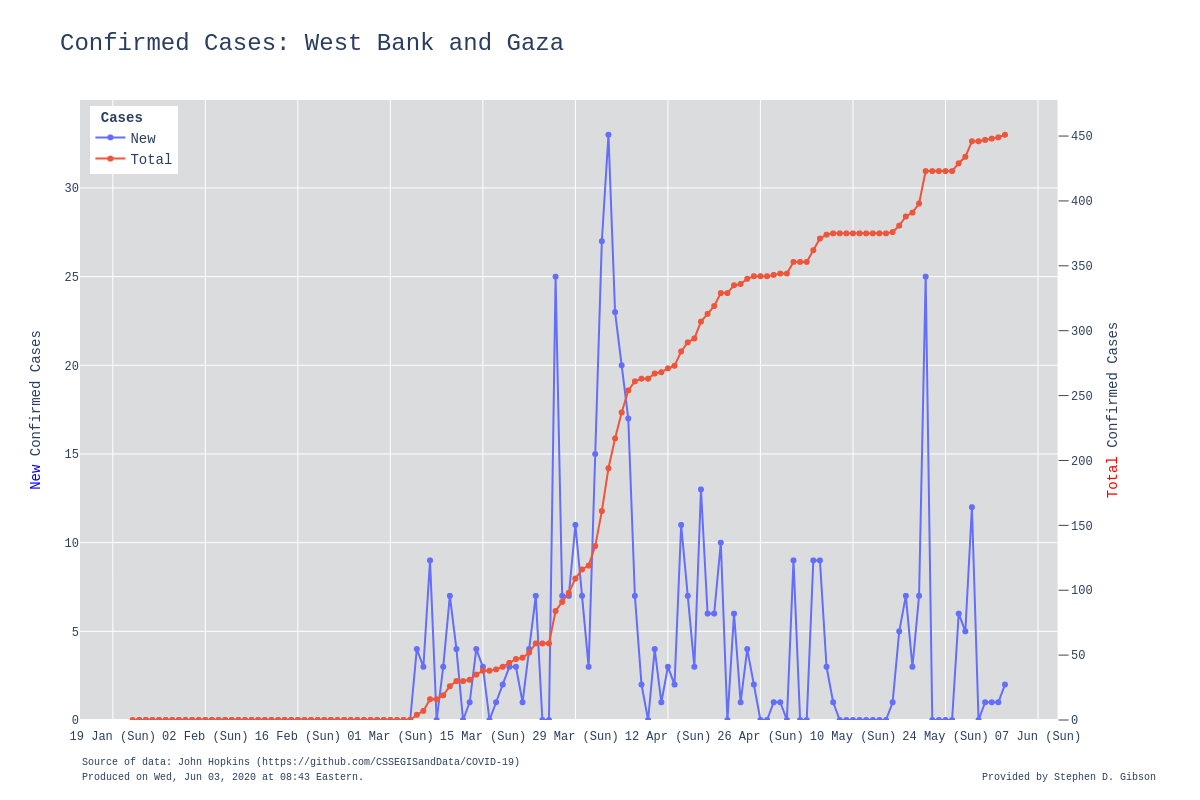 Confirmed Cases: West Bank and Gaza
Cases
New
Total
30
25
20
15
10
5
0
New Confirmed Cases
450
400
350
300
250
200
150
100
50
0
Total Confirmed Cases
19 Jan (Sun) 02 Feb (Sun) 16 Feb (Sun) 01 Mar (Sun) 15 Mar (Sun) 29 Mar (Sun) 12 Apr (Sun) 26 Apr (Sun) 10 May (Sun) 24 May (Sun) 07 Jun (Sun)
Source of data: John Hopkins (https://github.com/CSSEGISandData/COVID-19)
Produced on Wed, Jun 03, 2020 at 08:43 Eastern.
Provided by Stephen D. Gibson